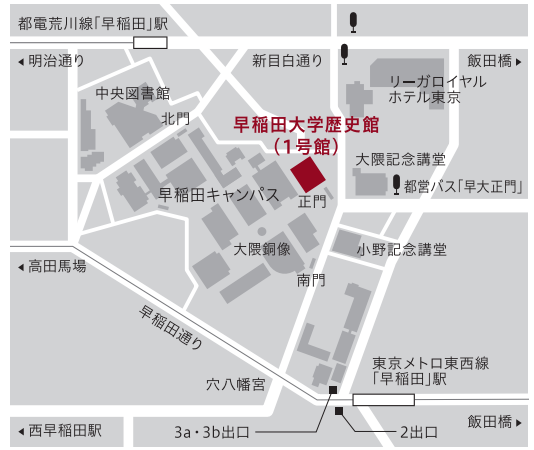 都電荒川線「早稲田」駅
明治通り
新目白通り
飯田橋
リーガロイヤル
ホテル東京
中央図書館
北門
早稲田大学歴史館
(1号館)
大隈記念講堂
早稲田キャンパス
正門
都営バス「早大正門」
大隈銅像
小野記念講堂
高田馬場
南門
早稲田通り
東京メトロ東西線
「早稲田」駅
穴八幡宮
飯田橋
西早稲田駅
3a・3b出口
2出口